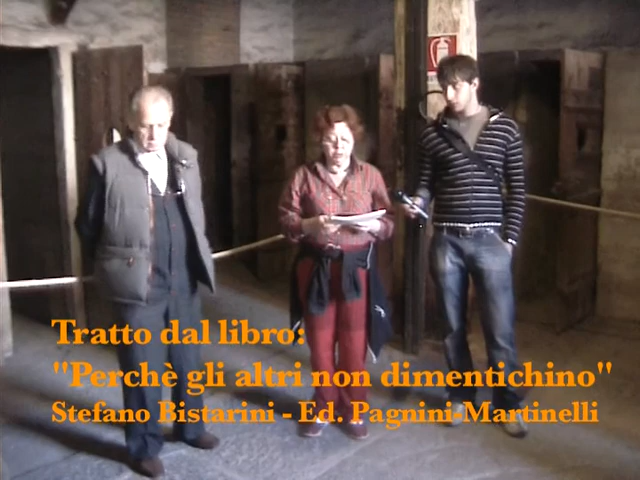 Tratto dal libro:
"Perchè gli altri non dimentichino"
Stefano Bistarini - Ed. Pagnini-Martinelli